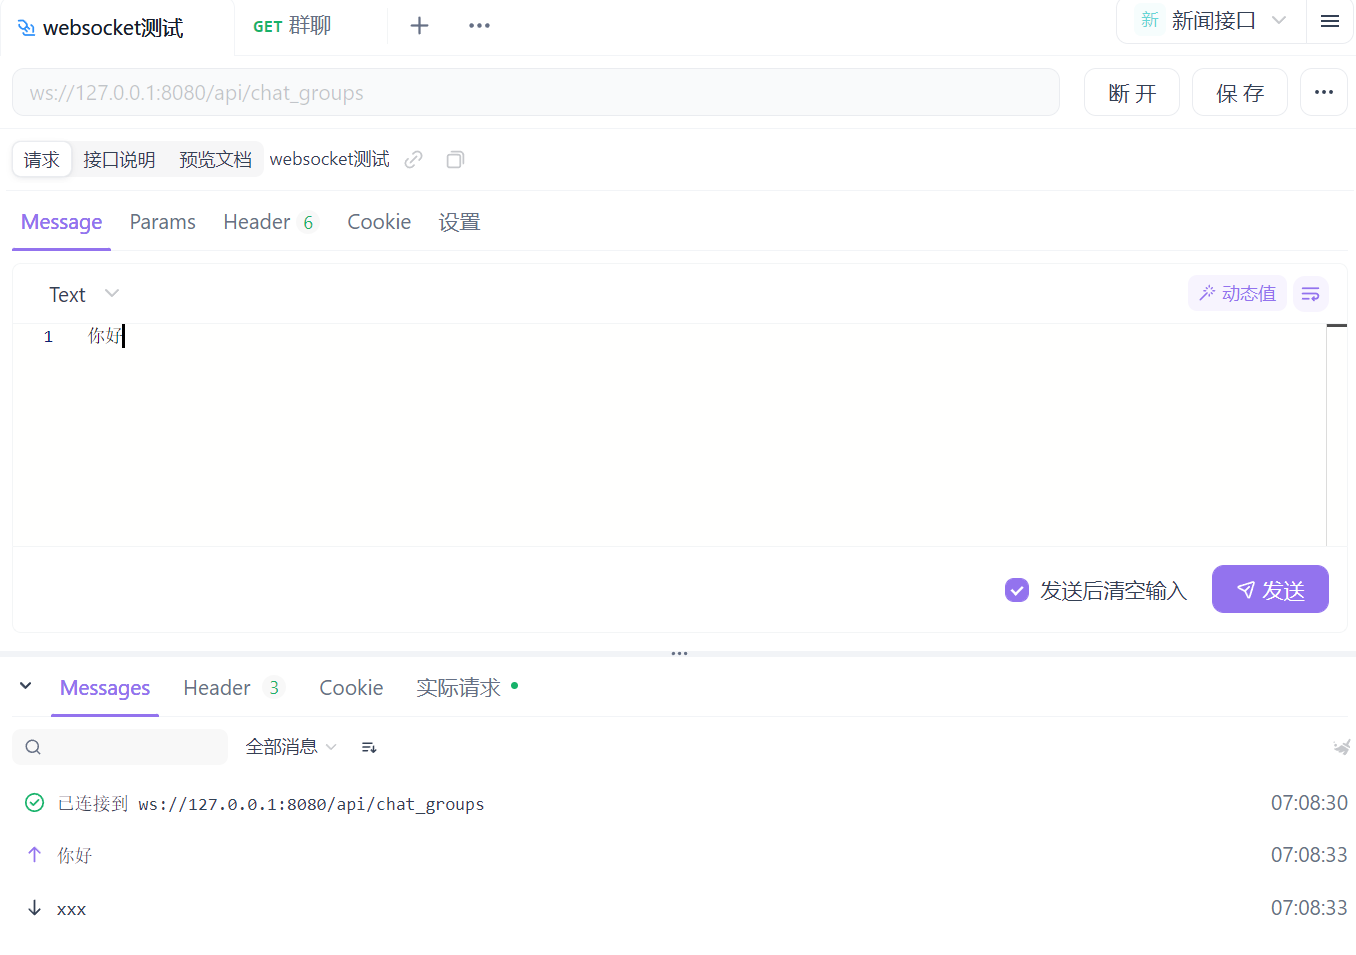 websocket测试
GET 群聊
新 新闻接口
ws://127.0.0.1:8080/api/chat_groups
断 开
保 存
请求 接口说明 预览文档 websocket测试
Message Params Header 6 Cookie 设置
Text
动态值
1 你好
发送后清空输入
发送
Messages Header 3 Cookie 实际请求
全部消息
已连接到 ws://127.0.0.1:8080/api/chat_groups 07:08:30
你好 07:08:33
xxx 07:08:33